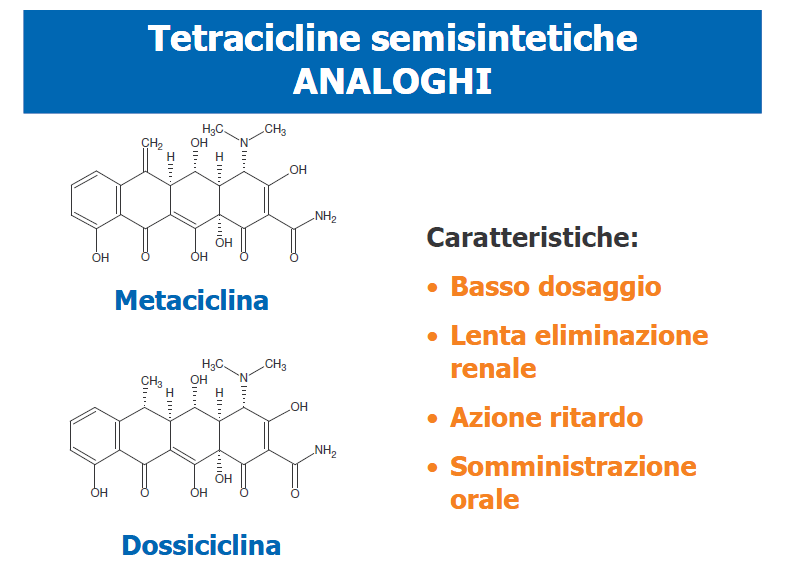 Tetracicline semisintetiche
ANALOGHI
H₃C CH₃
CH₂ OH N
H H OH
NH₂
OH
OH O OH O O
Metaciclina
H₃C CH₃
CH₃ OH N
H H OH
NH₂
OH
OH O OH O O
Dossiciclina
Caratteristiche:
• Basso dosaggio
• Lenta eliminazione
renale
• Azione ritardo
• Somministrazione
orale